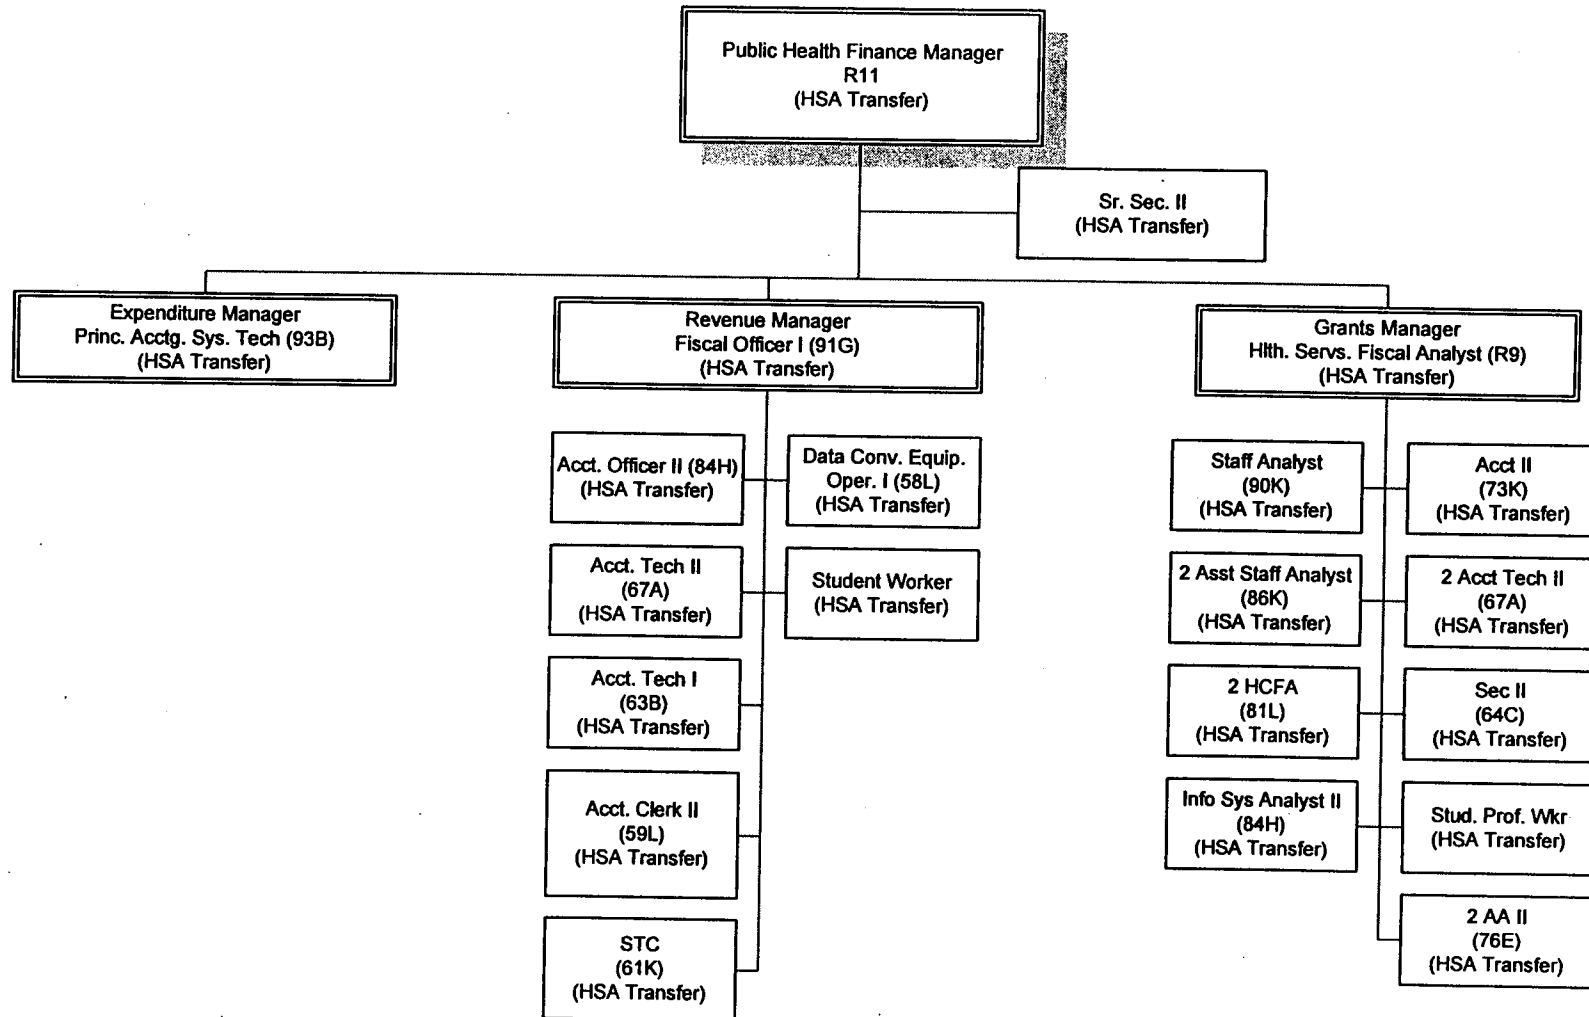 Public Health Finance Manager
R11
(HSA Transfer)
Sr. Sec. II
(HSA Transfer)
Expenditure Manager
Princ. Acctg. Sys. Tech (93B)
(HSA Transfer)
Revenue Manager
Fiscal Officer I (91G)
(HSA Transfer)
Grants Manager
Hlth. Servs. Fiscal Analyst (R9)
(HSA Transfer)
Acct. Officer II (84H)
(HSA Transfer)
Data Conv. Equip.
Oper. I (58L)
(HSA Transfer)
Acct. Tech II
(67A)
(HSA Transfer)
Student Worker
(HSA Transfer)
Acct. Tech I
(63B)
(HSA Transfer)
Acct. Clerk II
(59L)
(HSA Transfer)
STC
(61K)
(HSA Transfer)
Staff Analyst
(90K)
(HSA Transfer)
Acct II
(73K)
(HSA Transfer)
2 Asst Staff Analyst
(86K)
(HSA Transfer)
2 Acct Tech II
(67A)
(HSA Transfer)
2 HCFA
(81L)
(HSA Transfer)
Sec II
(64C)
(HSA Transfer)
Info Sys Analyst II
(84H)
(HSA Transfer)
Stud. Prof. Wkr
(HSA Transfer)
2 AA II
(76E)
(HSA Transfer)